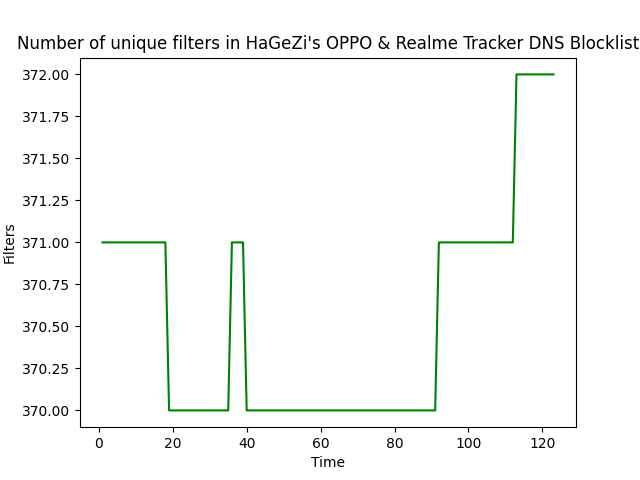 Number of unique filters in HaGeZi's OPPO & Realme Tracker DNS Blocklist
372.00
371.75
371.50
371.25
371.00
370.75
370.50
370.25
370.00
Filters
0 20 40 60 80 100 120
Time